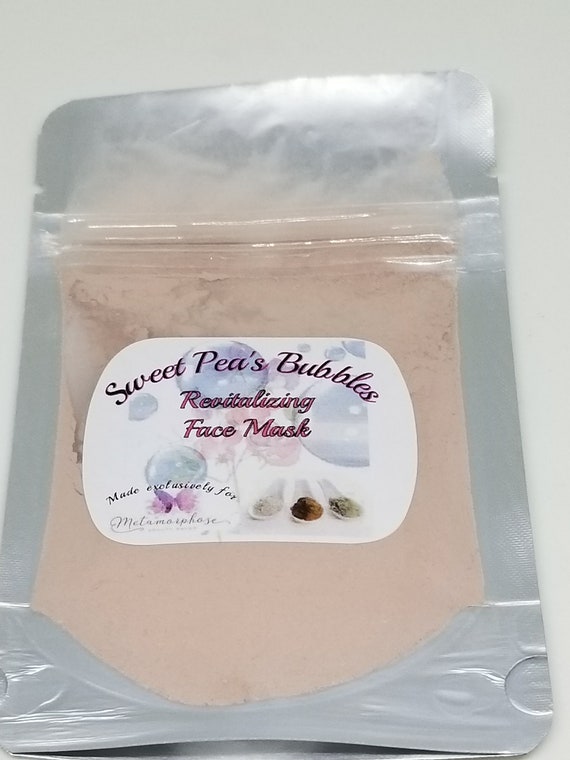 Sweet Pea's Bubbles
Revitalizing
Face Mask
Made exclusively for
Metamorphose